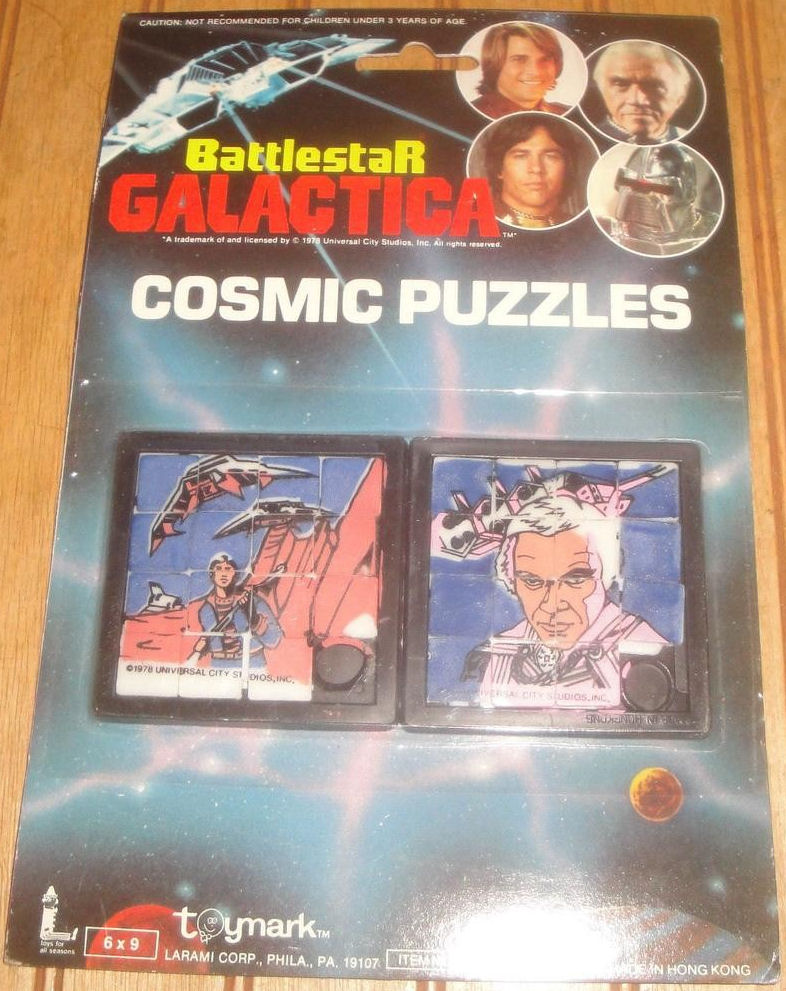 CAUTION: NOT RECOMMENDED FOR CHILDREN UNDER 3 YEARS OF AGE.
BattlestaR
GALACTICA
TM
"A trademark of and licensed by © 1978 Universal City Studios, Inc. All rights reserved.
COSMIC PUZZLES
©1978 UNIVERSAL CITY STUDIOS, INC.
IVERSAL CITY STUDIOS, INC.
toys for
all seasons
6 x 9
toymark TM
LARAMI CORP., PHILA., PA. 19107
ITEM
IN HONG KONG